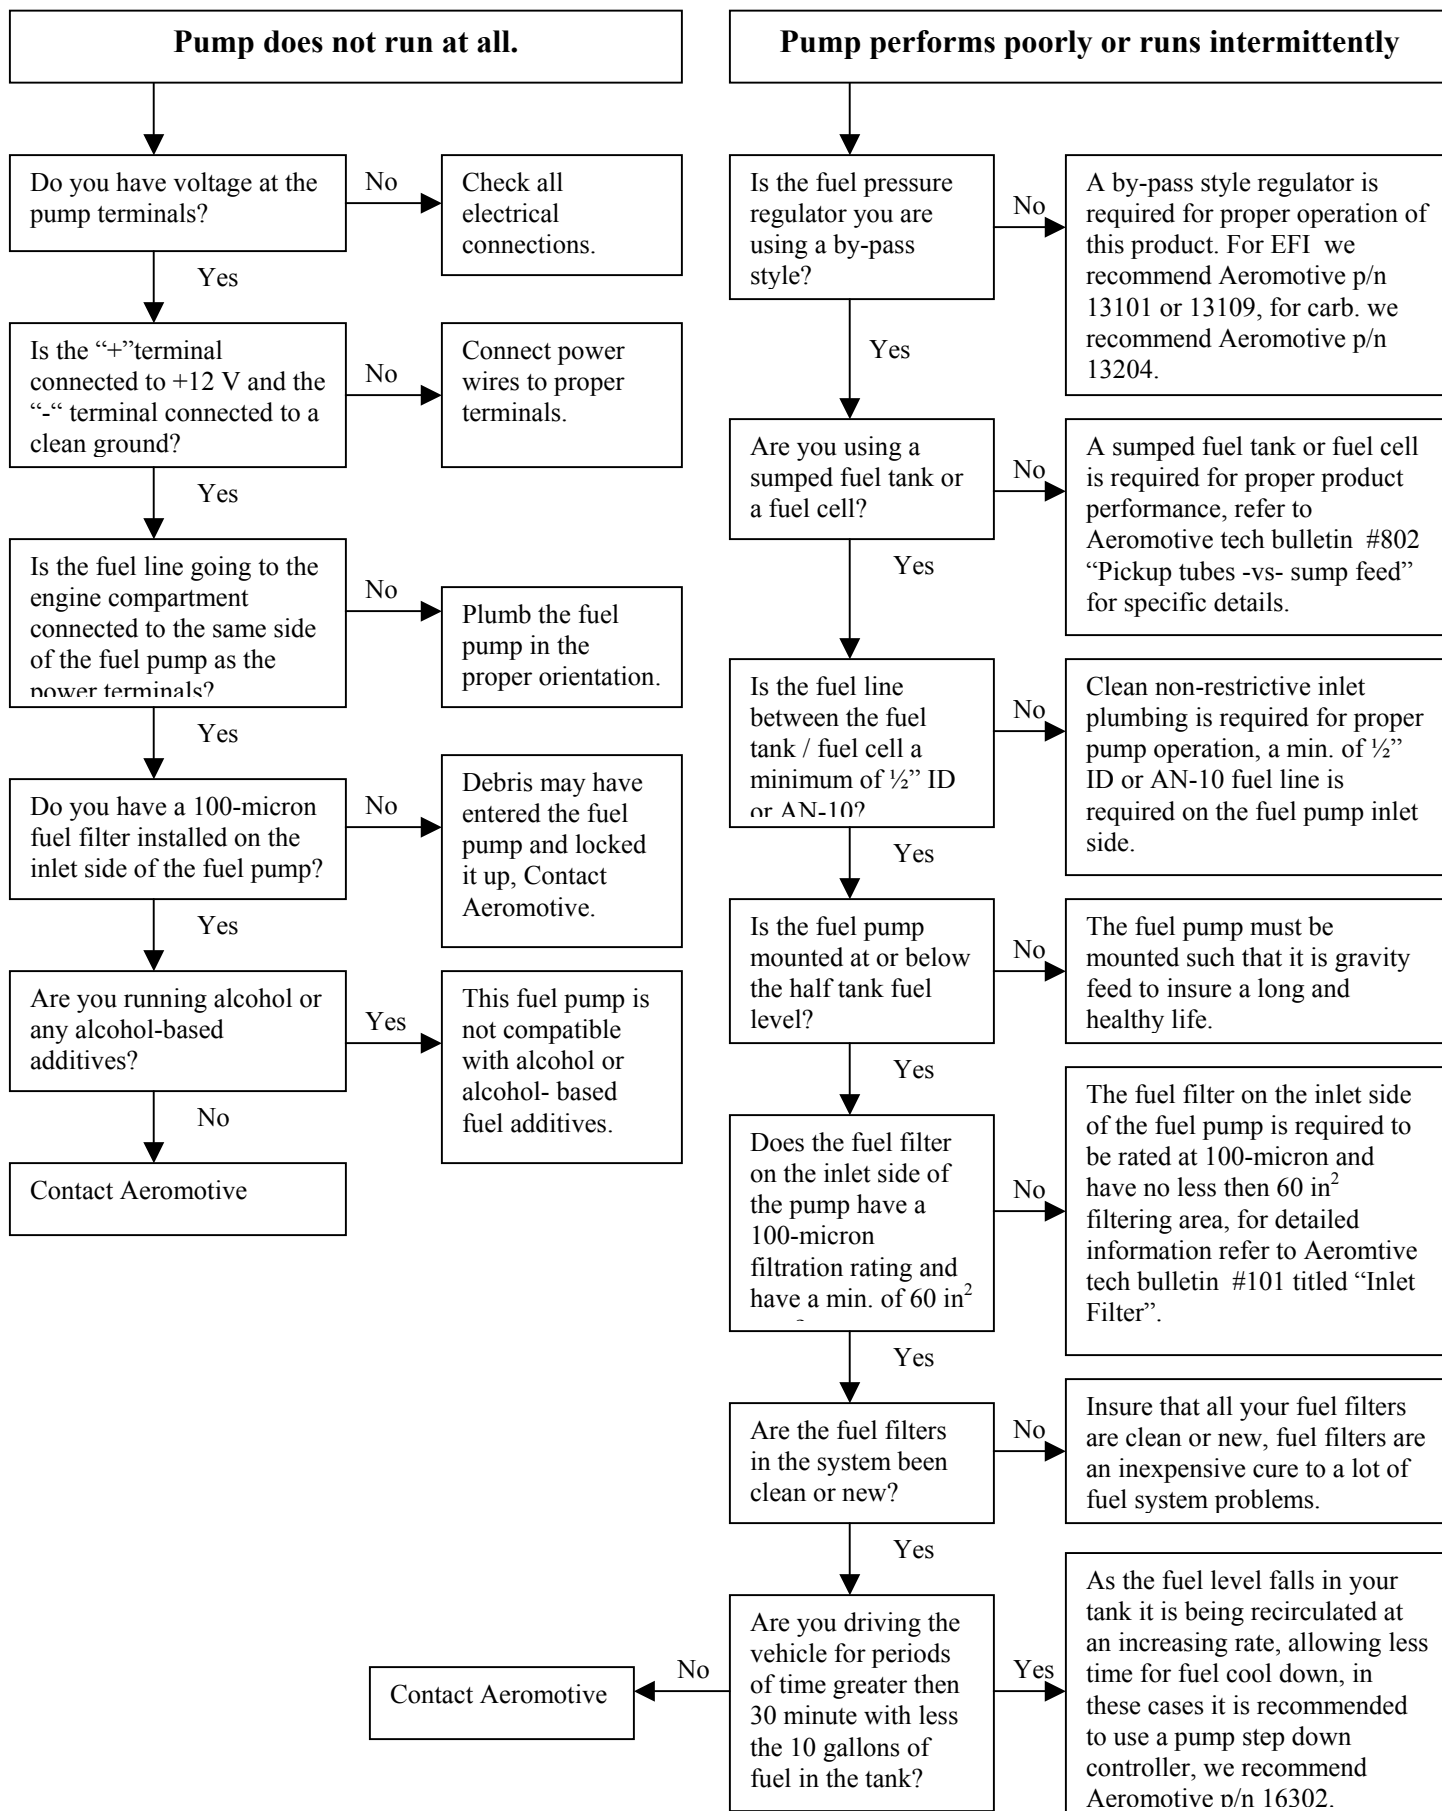 Pump does not run at all.
Do you have voltage at the
pump terminals?
No
Check all
electrical
connections.
Yes
Is the “+”terminal
connected to +12 V and the
“-“ terminal connected to a
clean ground?
No
Connect power
wires to proper
terminals.
Yes
Is the fuel line going to the
engine compartment
connected to the same side
of the fuel pump as the
power terminals?
No
Plumb the fuel
pump in the
proper orientation.
Yes
Do you have a 100-micron
fuel filter installed on the
inlet side of the fuel pump?
No
Debris may have
entered the fuel
pump and locked
it up, Contact
Aeromotive.
Yes
Are you running alcohol or
any alcohol-based
additives?
Yes
This fuel pump is
not compatible
with alcohol or
alcohol- based
fuel additives.
No
Contact Aeromotive
Pump performs poorly or runs intermittently
Is the fuel pressure
regulator you are
using a by-pass
style?
No
A by-pass style regulator is
required for proper operation of
this product. For EFI  we
recommend Aeromotive p/n
13101 or 13109, for carb. we
recommend Aeromotive p/n
13204.
Yes
Are you using a
sumped fuel tank or
a fuel cell?
No
A sumped fuel tank or fuel cell
is required for proper product
performance, refer to
Aeromotive tech bulletin  #802
“Pickup tubes -vs- sump feed”
for specific details.
Yes
Is the fuel line
between the fuel
tank / fuel cell a
minimum of ½” ID
or AN-10?
No
Clean non-restrictive inlet
plumbing is required for proper
pump operation, a min. of ½”
ID or AN-10 fuel line is
required on the fuel pump inlet
side.
Yes
Is the fuel pump
mounted at or below
the half tank fuel
level?
No
The fuel pump must be
mounted such that it is gravity
feed to insure a long and
healthy life.
Yes
Does the fuel filter
on the inlet side of
the pump have a
100-micron
filtration rating and
have a min. of 60 in²
No
The fuel filter on the inlet side
of the fuel pump is required to
be rated at 100-micron and
have no less then 60 in²
filtering area, for detailed
information refer to Aeromtive
tech bulletin  #101 titled “Inlet
Filter”.
Yes
Are the fuel filters
in the system been
clean or new?
No
Insure that all your fuel filters
are clean or new, fuel filters are
an inexpensive cure to a lot of
fuel system problems.
Yes
Are you driving the
vehicle for periods
of time greater then
30 minute with less
the 10 gallons of
fuel in the tank?
No
Contact Aeromotive
Yes
As the fuel level falls in your
tank it is being recirculated at
an increasing rate, allowing less
time for fuel cool down, in
these cases it is recommended
to use a pump step down
controller, we recommend
Aeromotive p/n 16302.